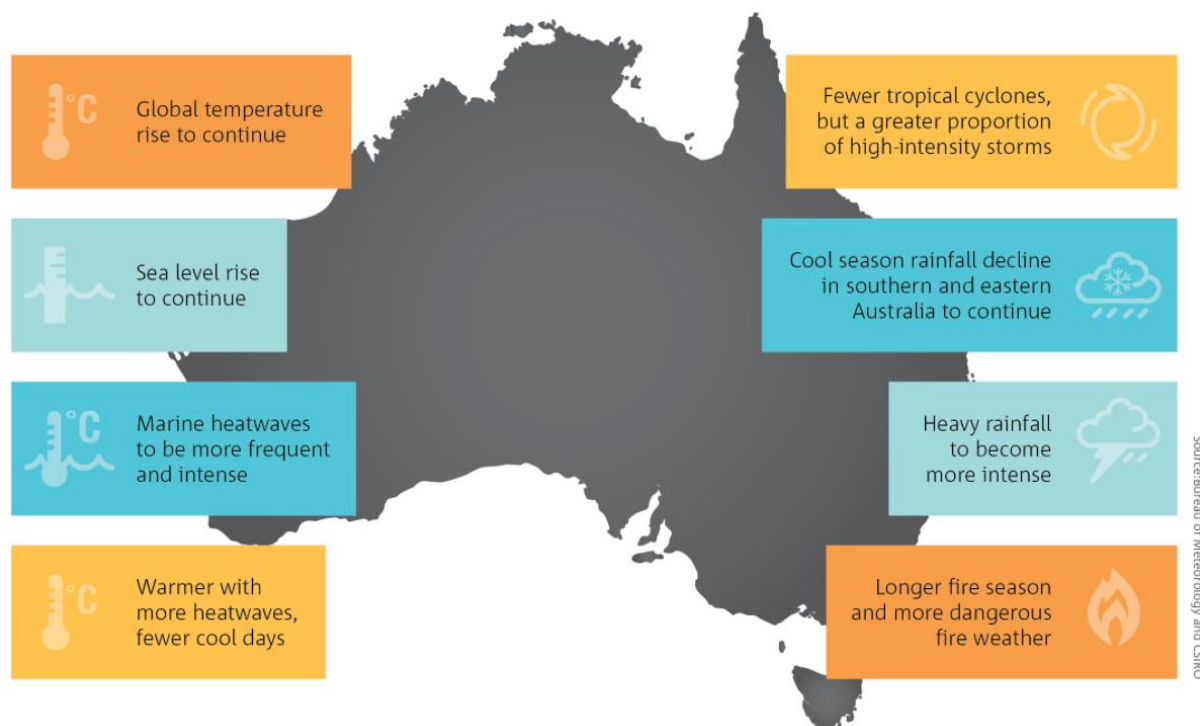 °C
Global temperature
rise to continue
Sea level rise
to continue
°C
Marine heatwaves
to be more frequent
and intense
°C
Warmer with
more heatwaves,
fewer cool days
Fewer tropical cyclones,
but a greater proportion
of high-intensity storms
Cool season rainfall decline
in southern and eastern
Australia to continue
Heavy rainfall
to become
more intense
Longer fire season
and more dangerous
fire weather
Source:Bureau of Meteorology and CSIRO